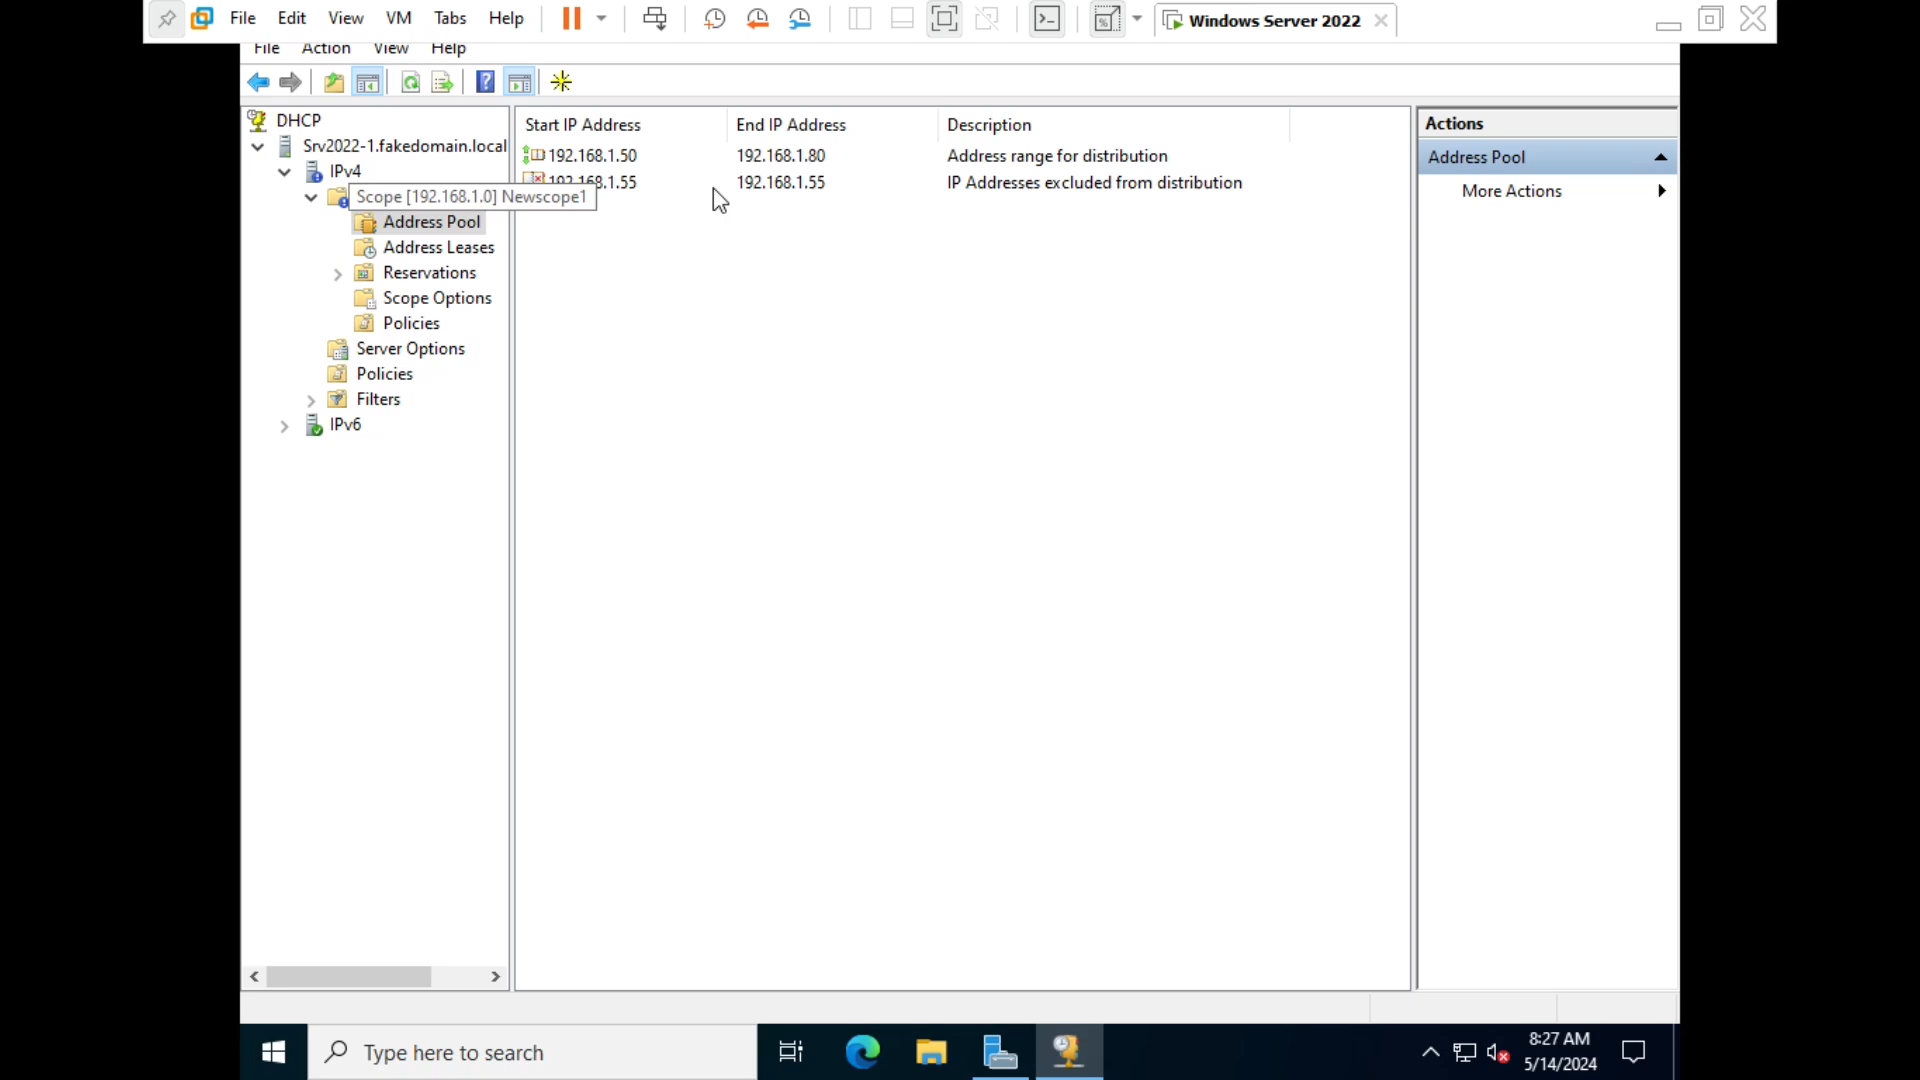 File Edit View VM Tabs Help Windows Server 2022
File Action View Help
DHCP
Srv2022-1.fakedomain.local
IPv4
Scope [192.168.1.0] Newscope1
Address Pool
Address Leases
Reservations
Scope Options
Policies
Server Options
Policies
Filters
IPv6
Start IP Address End IP Address Description
192.168.1.50 192.168.1.80 Address range for distribution
192.168.1.55 192.168.1.55 IP Addresses excluded from distribution
Actions
Address Pool
More Actions
Type here to search
8:27 AM
5/14/2024